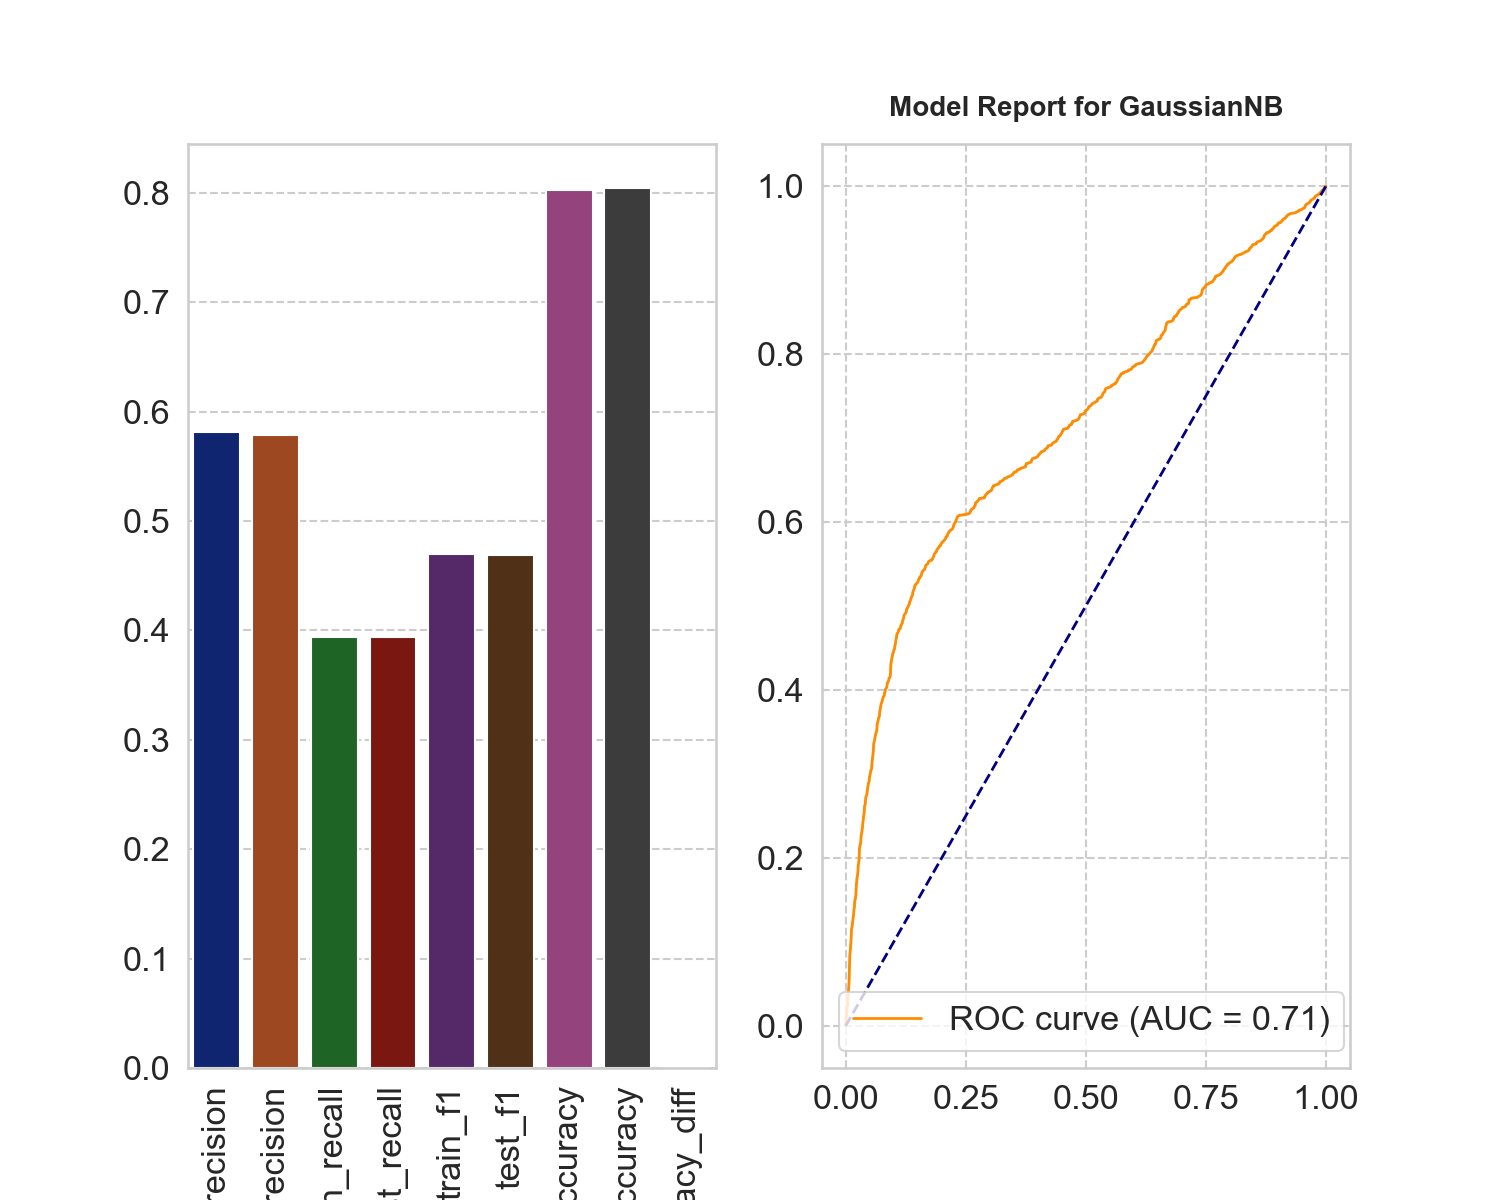 Model Report for GaussianNB
0.8
0.7
0.6
0.5
0.4
0.3
0.2
0.1
0.0
recision
recision
n_recall
t_recall
train_f1
test_f1
ccuracy
ccuracy
acy_diff
1.0
0.8
0.6
0.4
0.2
0.0
ROC curve (AUC = 0.71)
0.00 0.25 0.50 0.75 1.00